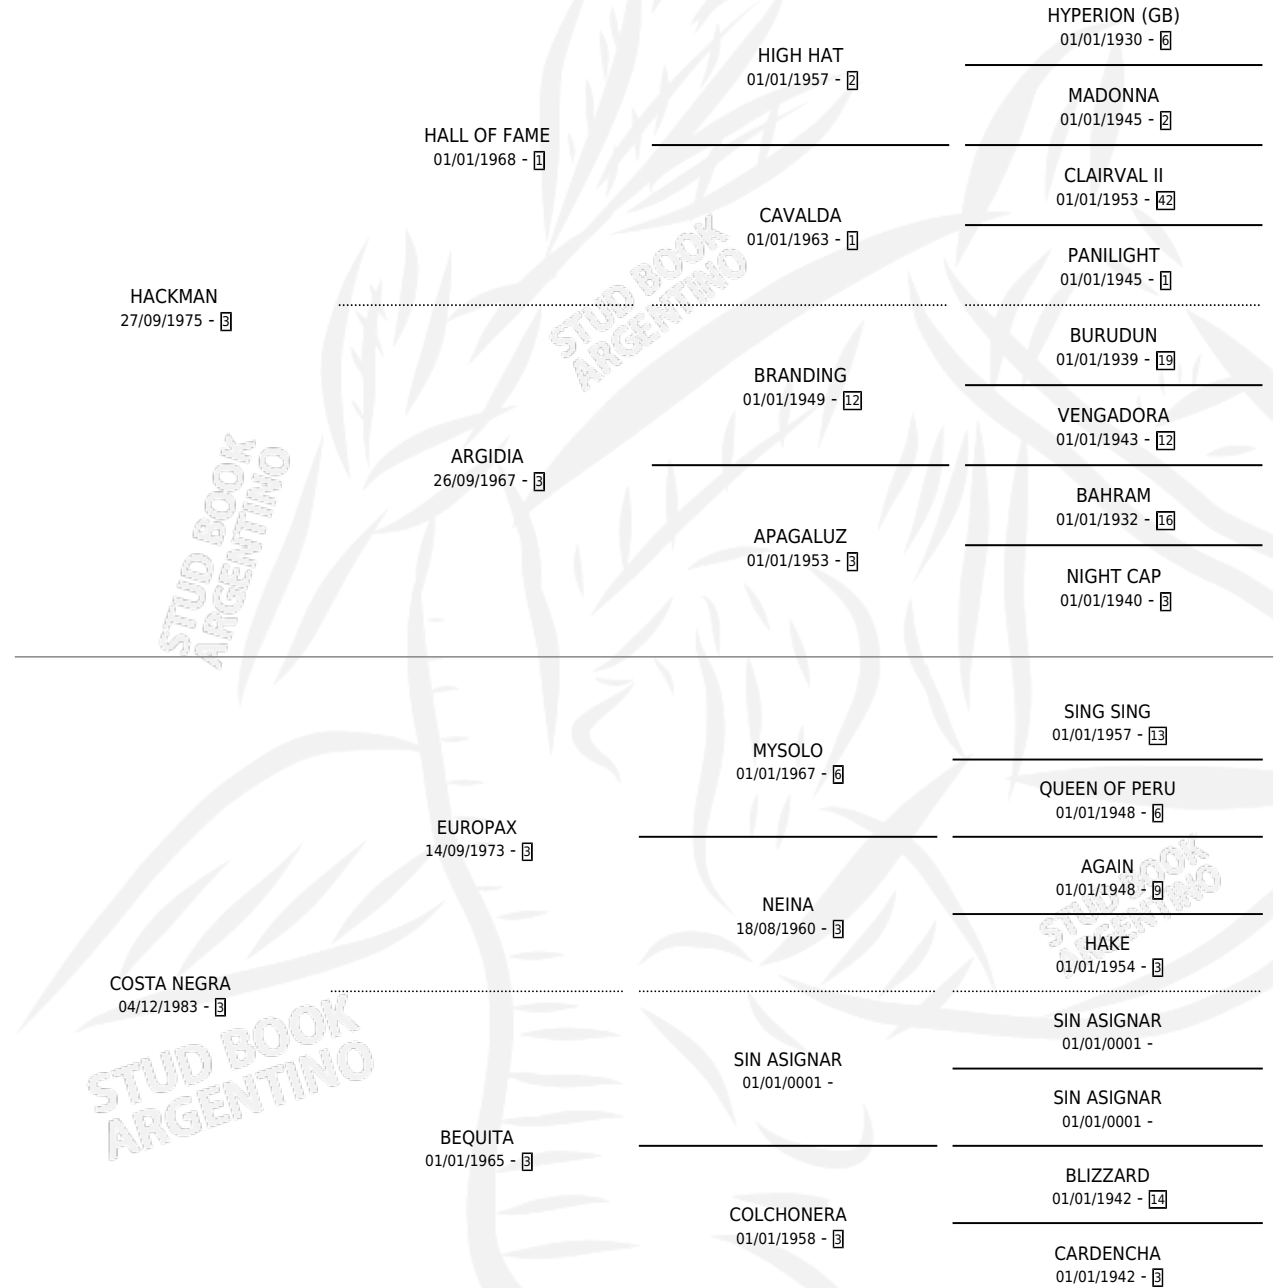 HYPERION (GB)
01/01/1930 - 6
HIGH HAT
01/01/1957 - 2
MADONNA
01/01/1945 - 2
HALL OF FAME
01/01/1968 - 1
CLAIRVAL II
01/01/1953 - 42
CAVALDA
01/01/1963 - 1
PANILIGHT
01/01/1945 - 1
HACKMAN
27/09/1975 - 3
BURUDUN
01/01/1939 - 19
BRANDING
01/01/1949 - 12
VENGADORA
01/01/1943 - 12
ARGIDIA
26/09/1967 - 3
BAHRAM
01/01/1932 - 16
APAGALUZ
01/01/1953 - 3
NIGHT CAP
01/01/1940 - 3
STUD BOOK
ARGENTINO
STUD BOOK
ARGENTINO
SING SING
01/01/1957 - 13
MYSOLO
01/01/1967 - 6
QUEEN OF PERU
01/01/1948 - 6
EUROPAX
14/09/1973 - 3
AGAIN
01/01/1948 - 9
NEINA
18/08/1960 - 3
HAKE
01/01/1954 - 3
COSTA NEGRA
04/12/1983 - 3
SIN ASIGNAR
01/01/0001 -
SIN ASIGNAR
01/01/0001 -
SIN ASIGNAR
01/01/0001 -
BEQUITA
01/01/1965 - 3
BLIZZARD
01/01/1942 - 14
COLCHONERA
01/01/1958 - 3
CARDENCHA
01/01/1942 - 3
STUD BOOK
ARGENTINO
STUD BOOK
ARGENTINO